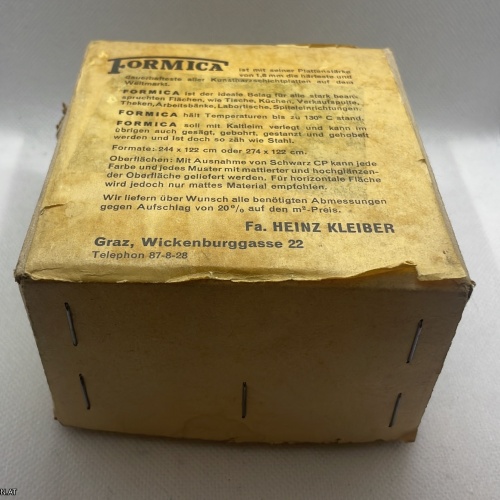 FORMICA ist mit seiner Plattenstärke
von 1,6 mm die härteste und
dauerhafteste aller Kunstharzschichtplatten auf dem
Weltmarkt.
FORMICA ist der ideale Belag für alle stark bean-
spruchten Flächen, wie Tische, Küchen, Verkaufspulte,
Theken, Arbeitsbänke, Labortische, Spieleinrichtungen.
FORMICA hält Temperaturen bis zu 130° C stand.
FORMICA soll mit Kaltleim verlegt und kann im
übrigen auch gesägt, gebohrt, gestanzt und gehobelt
werden und ist doch so zäh wie Stahl.
Formate: 244 x 122 cm oder 274 x 122 cm.
Oberflächen: Mit Ausnahme von Schwarz CP kann jede
Farbe und jedes Muster mit mattierter und hochglänzen-
der Oberfläche geliefert werden. Für horizontale Fläche
wird jedoch nur mattes Material empfohlen.
Wir liefern über Wunsch alle benötigten Abmessungen
gegen Aufschlag von 20% auf den m²-Preis.
Fa. HEINZ KLEIBER
Graz, Wickenburggasse 22
Telephon 87-8-28
N.AT